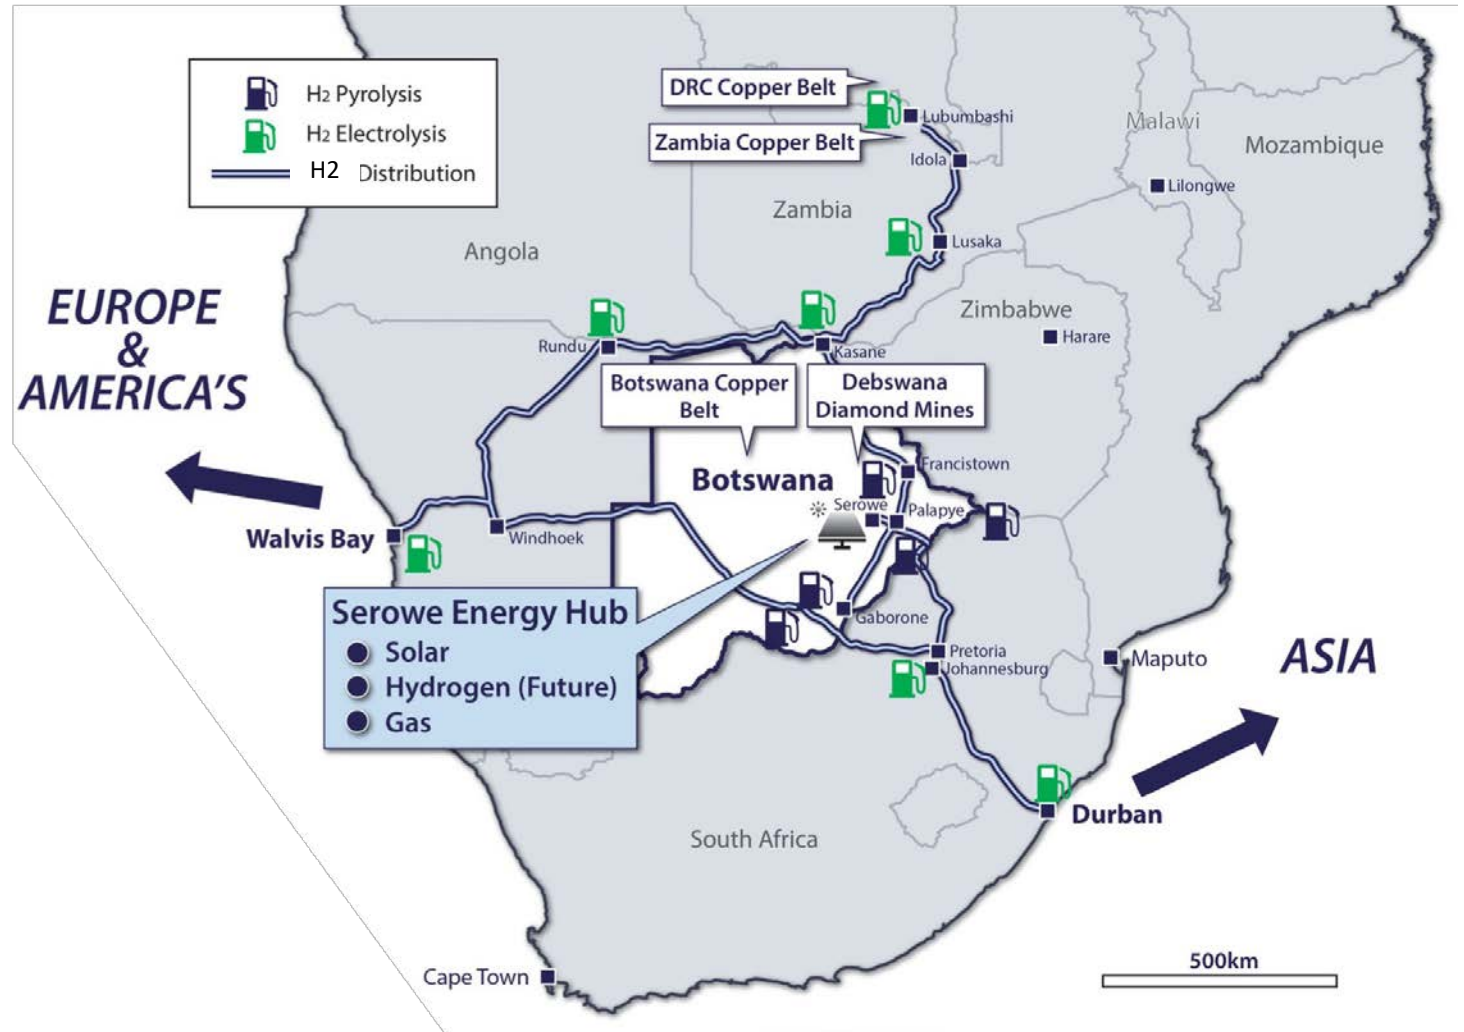 H2 Pyrolysis
H2 Electrolysis
H2 Distribution
DRC Copper Belt
Lubumbashi
Zambia Copper Belt
Idola
Malawi
Mozambique
Lilongwe
Zambia
Lusaka
Angola
EUROPE
&
AMERICA'S
Zimbabwe
Harare
Rundu
Kasane
Botswana Copper
Belt
Debswana
Diamond Mines
Francistown
Botswana
Serowe
Palapye
Walvis Bay
Windhoek
Serowe Energy Hub
Solar
Hydrogen (Future)
Gas
Gaborone
Pretoria
Johannesburg
Maputo
ASIA
Durban
South Africa
Cape Town
500km